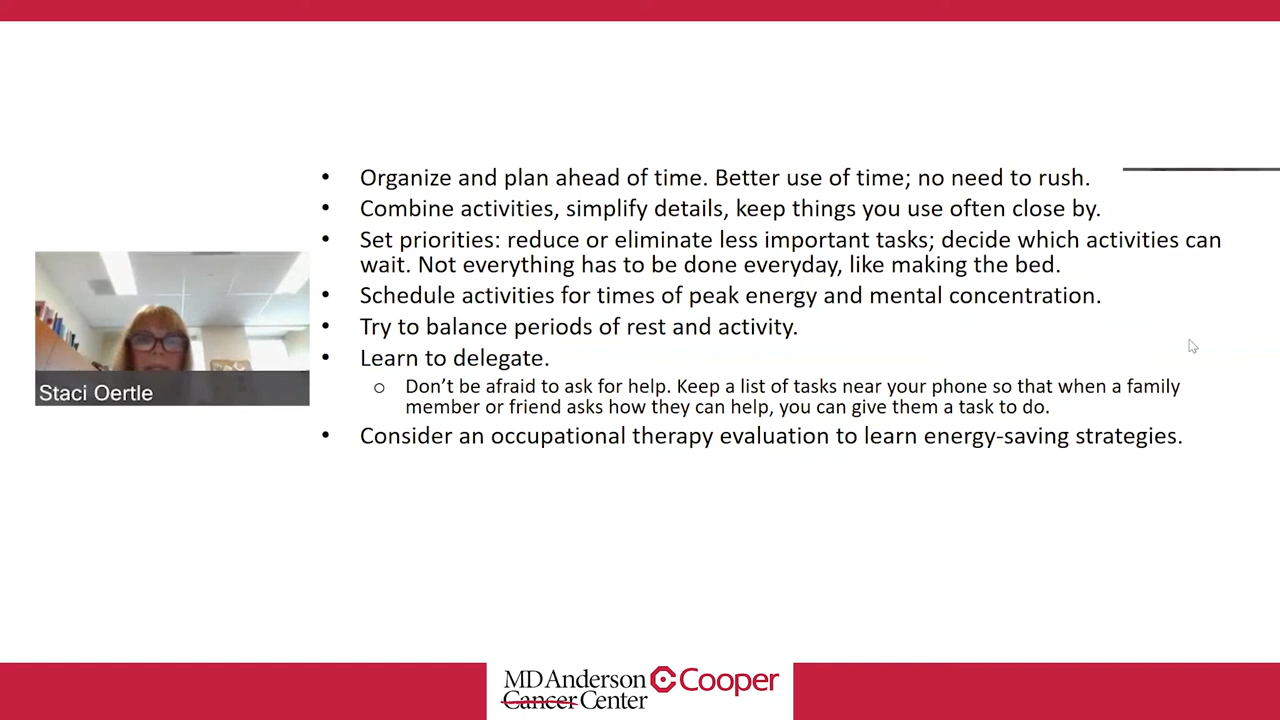 • Organize and plan ahead of time. Better use of time; no need to rush.
• Combine activities, simplify details, keep things you use often close by.
• Set priorities: reduce or eliminate less important tasks; decide which activities can
wait. Not everything has to be done everyday, like making the bed.
• Schedule activities for times of peak energy and mental concentration.
• Try to balance periods of rest and activity.
• Learn to delegate.
○ Don’t be afraid to ask for help. Keep a list of tasks near your phone so that when a family
member or friend asks how they can help, you can give them a task to do.
• Consider an occupational therapy evaluation to learn energy-saving strategies.
Staci Oertle
MD Anderson Cooper
Cancer Center